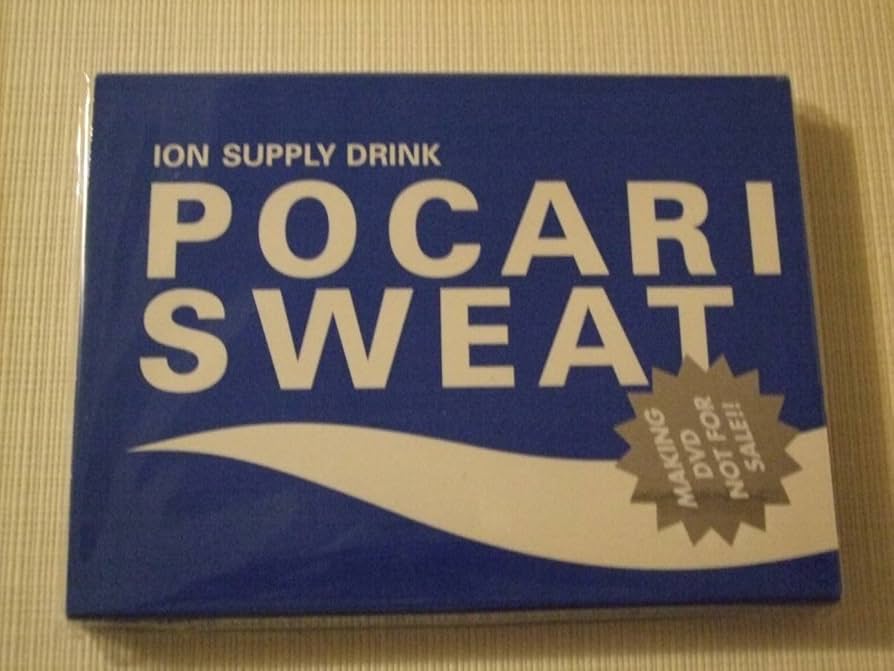 ION SUPPLY DRINK
POCARI
SWEAT
MAKING
DVD
NOT FOR
SALE!!